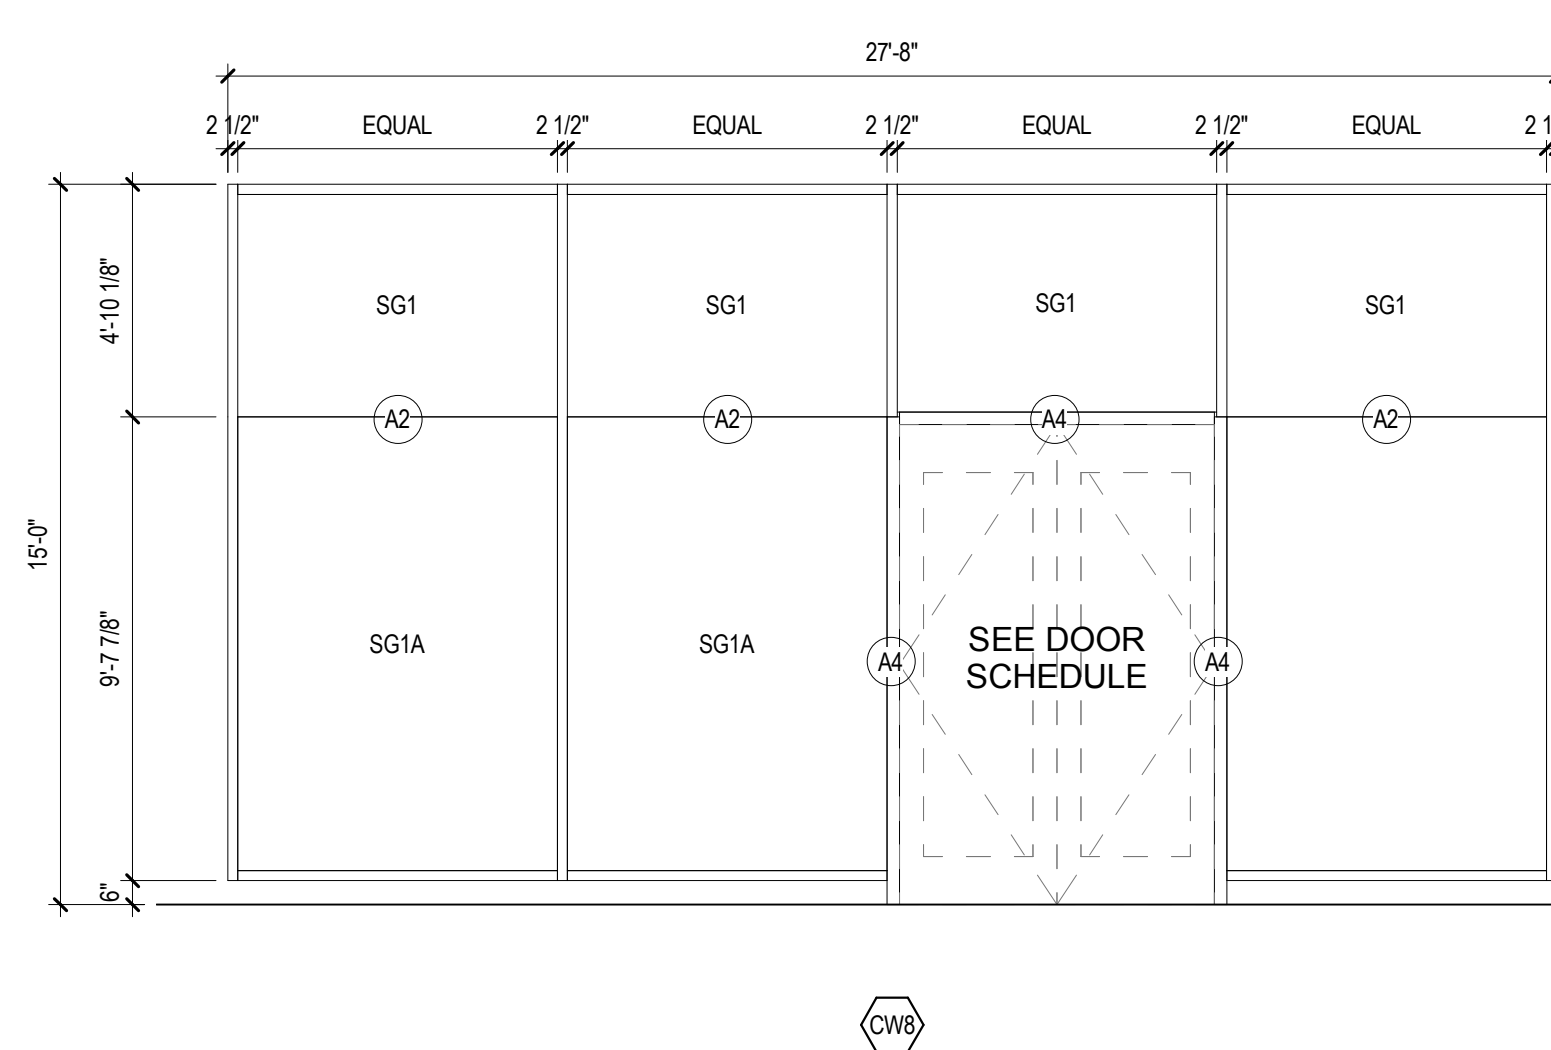 27'-8"
2 1/2" EQUAL 2 1/2" EQUAL 2 1/2" EQUAL 2 1/2" EQUAL 2 1
4'-10 1/8"
SG1 SG1 SG1 SG1
A2 A2 A4 A2
15'-0"
9'-7 7/8"
SG1A SG1A
A4 A4
SEE DOOR
SCHEDULE
6"
CW8